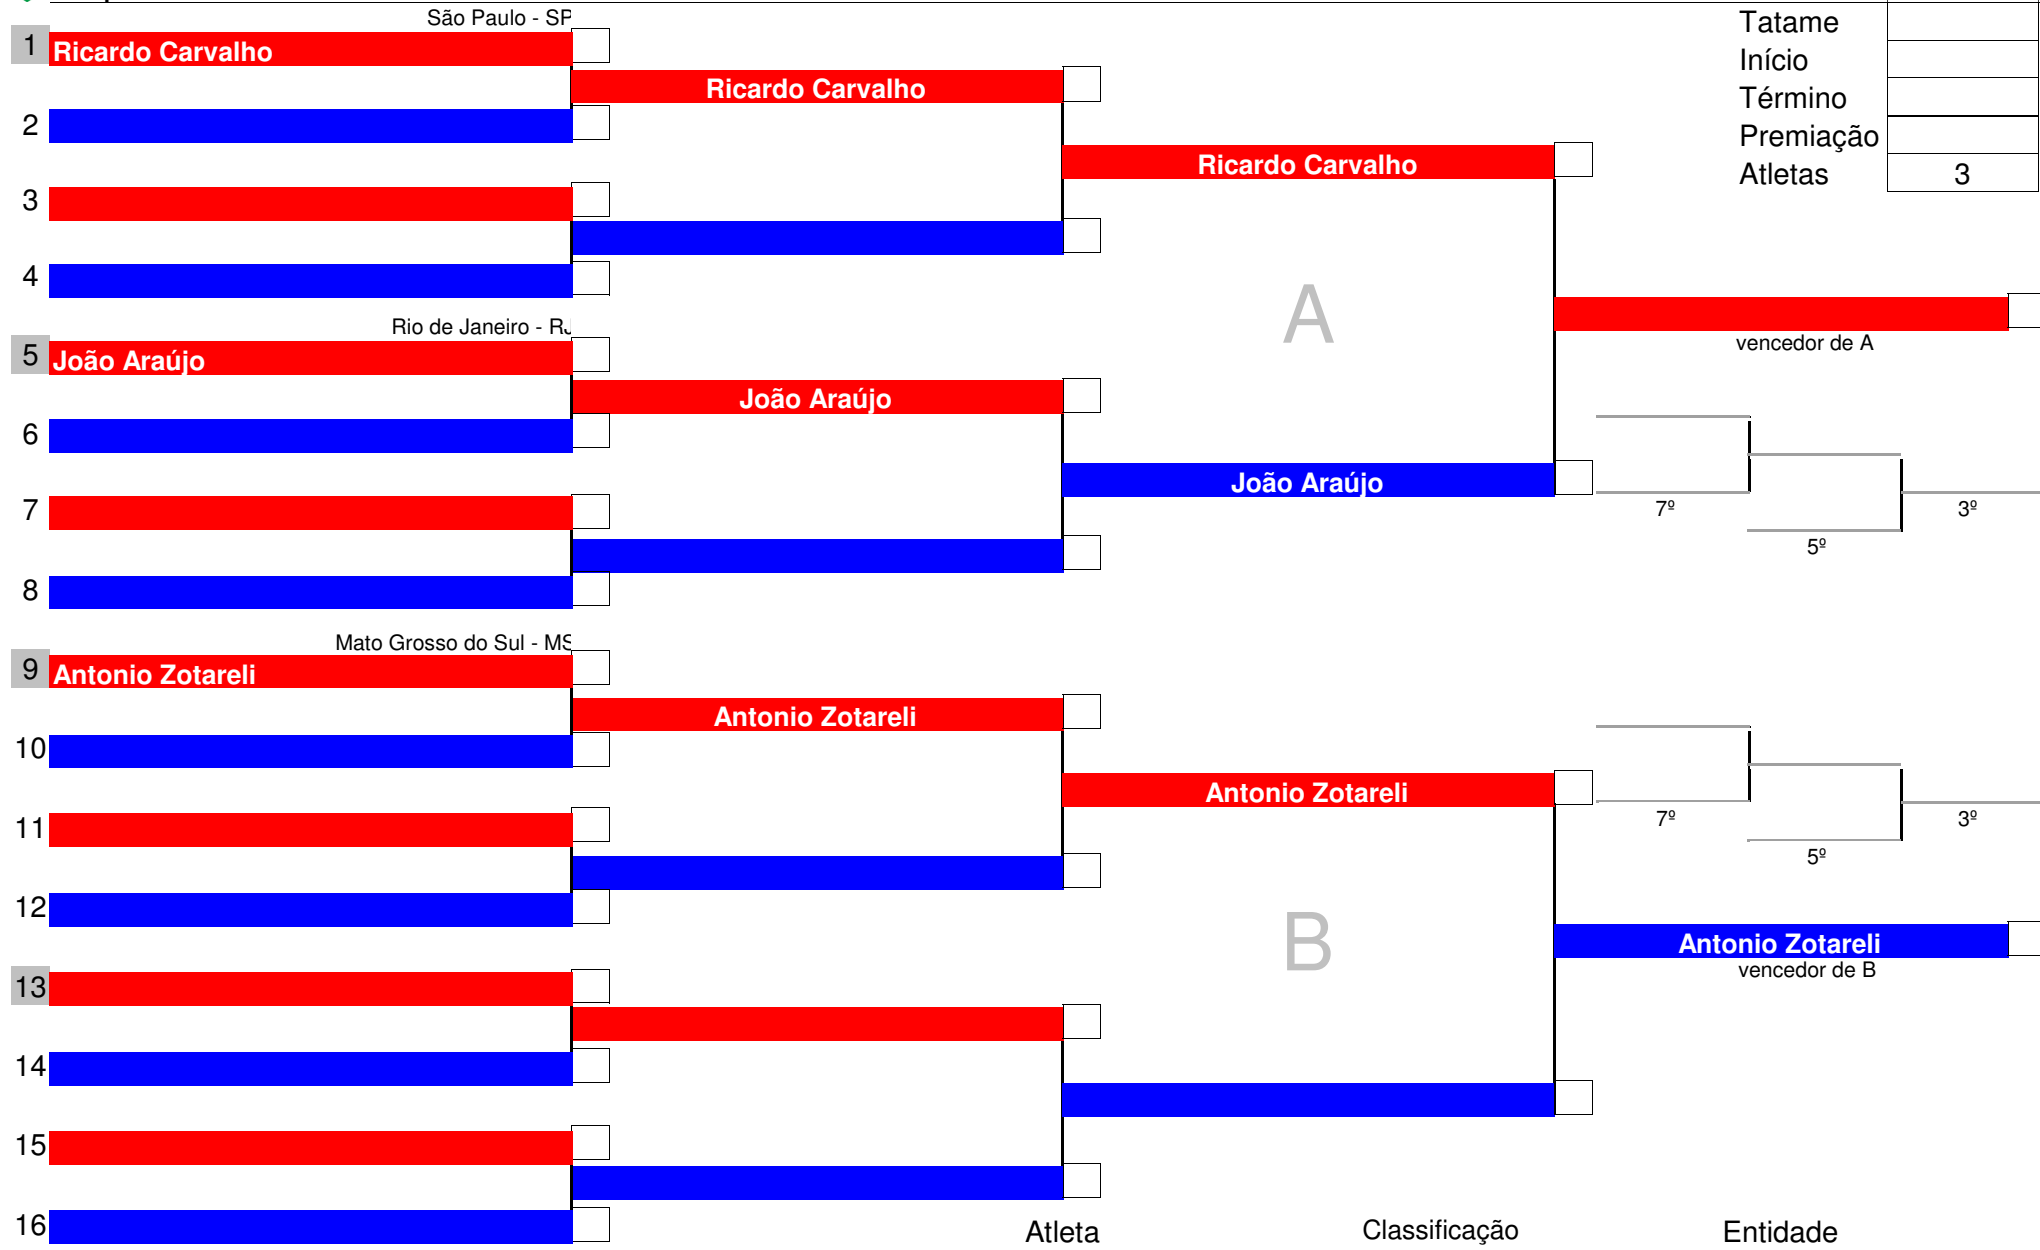 São Paulo - SP
Tatame
1 Ricardo Carvalho
Início
Ricardo Carvalho
Término
2
Premiação
Ricardo Carvalho
Atletas 3
3
4
A
Rio de Janeiro - RJ
vencedor de A
5 João Araújo
João Araújo
6
João Araújo
7
7º
3º
5º
8
Mato Grosso do Sul - MS
9 Antonio Zotareli
Antonio Zotareli
10
Antonio Zotareli
7º
3º
11
5º
12
B
Antonio Zotareli
vencedor de B
13
14
15
16
Atleta
Classificação
Entidade